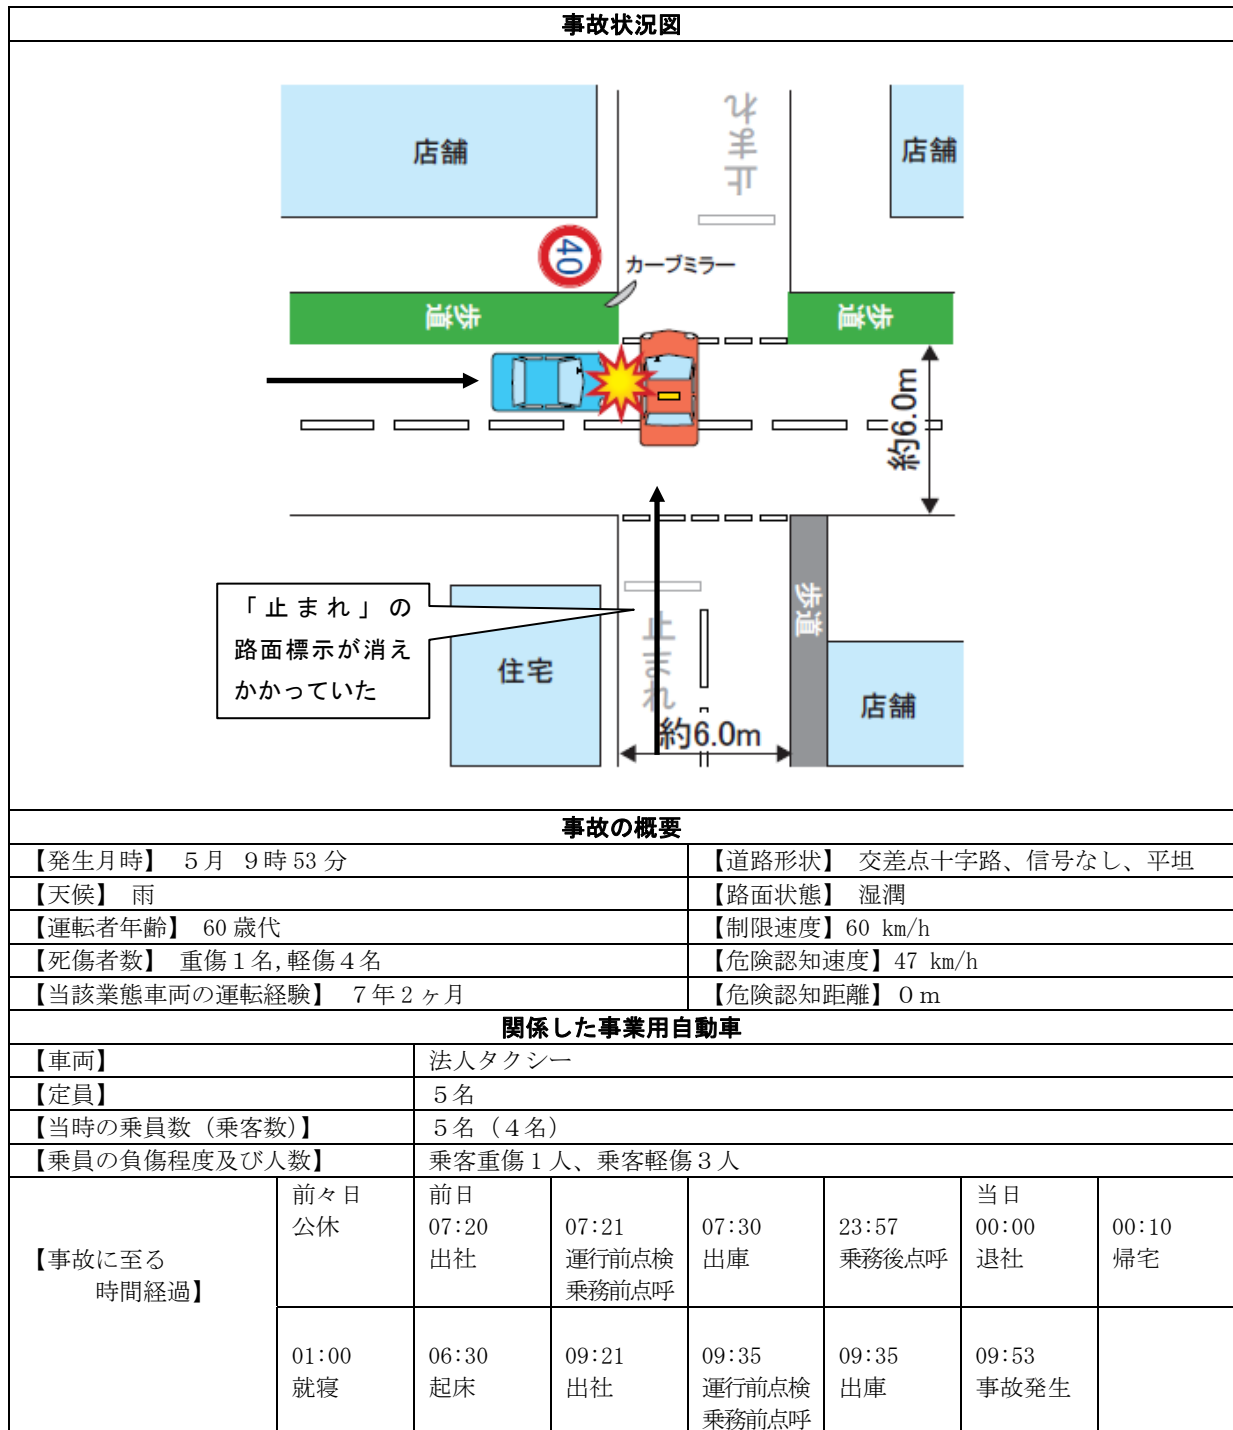 事故状況図
止まれ
店舗
店舗
40
カーブミラー
歩道
歩道
約6.0m
「止まれ」の
路面標示が消え
かかっていた
住宅
止まれ
歩道
店舗
約6.0m
事故の概要
【発生月時】 5月 9時53分
【道路形状】 交差点十字路、信号なし、平坦
【天候】 雨
【路面状態】 湿潤
【運転者年齢】 60歳代
【制限速度】60 km/h
【死傷者数】 重傷1名,軽傷4名
【危険認知速度】47 km/h
【当該業態車両の運転経験】 7年2ヶ月
【危険認知距離】0m
関係した事業用自動車
【車両】 法人タクシー
【定員】 5名
【当時の乗員数（乗客数）】 5名（4名）
【乗員の負傷程度及び人数】 乗客重傷1人、乗客軽傷3人
【事故に至る
時間経過】
前々日
公休
前日
07:20
出社
07:21
運行前点検
乗務前点呼
07:30
出庫
23:57
乗務後点呼
当日
00:00
退社
00:10
帰宅
01:00
就寝
06:30
起床
09:21
出社
09:35
運行前点検
乗務前点呼
09:35
出庫
09:53
事故発生